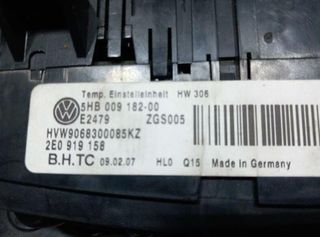 Temp. Einstelleinheit HW 306
5HB 009 182-00
E2479 ZGS005
HVW9068300085KZ
2E0 919 158
B.H.TC 09.02.07 HL0 Q15 Made in Germany